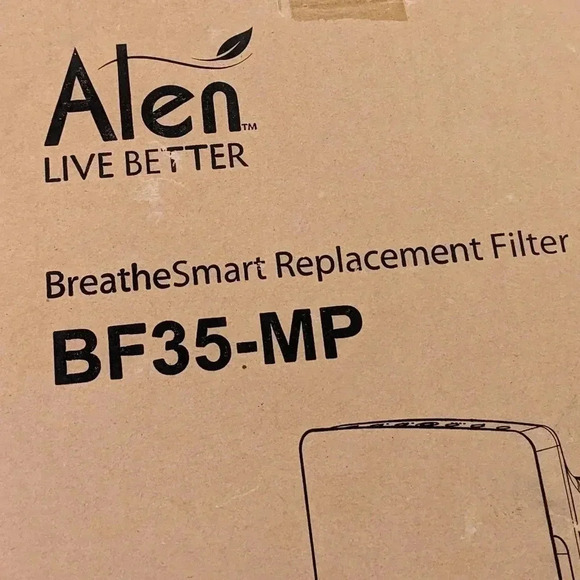 Alen™
LIVE BETTER
BreatheSmart Replacement Filter
BF35-MP